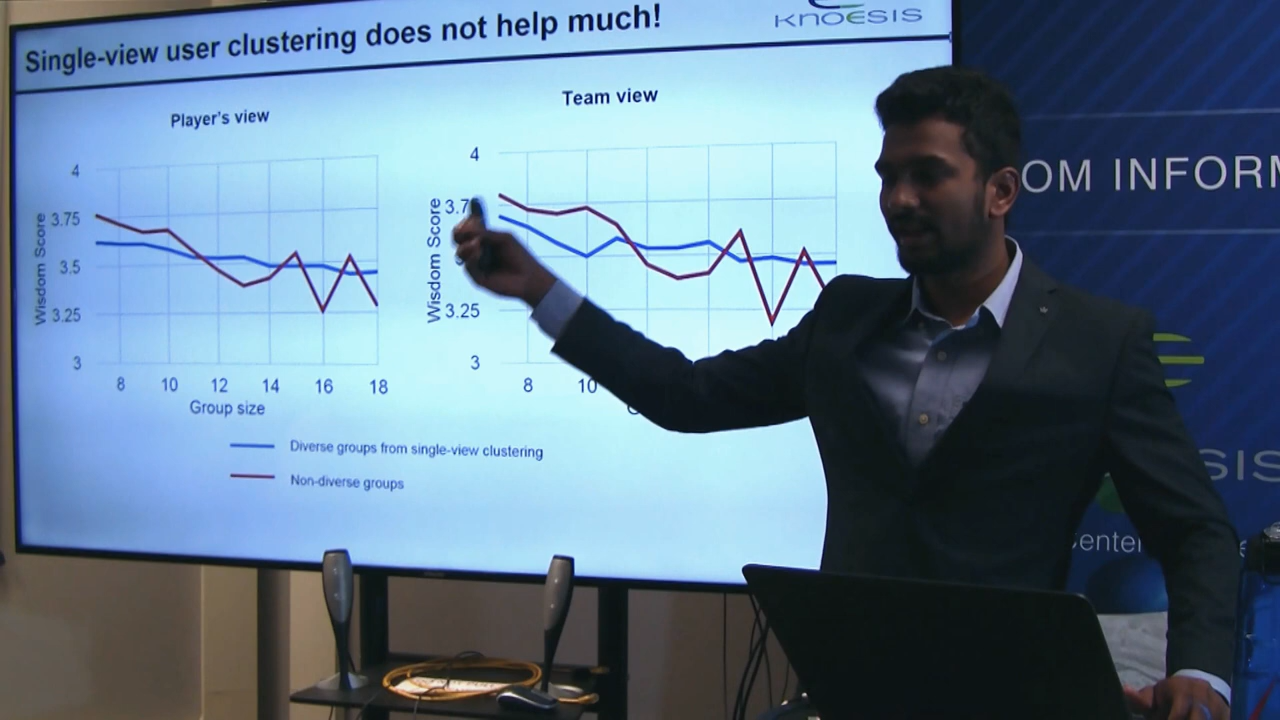 Single-view user clustering does not help much!
KNOESIS
Player's view
Team view
4
3.75
3.5
3.25
3
Wisdom Score
8 10 12 14 16 18
Group size
4
3.25
3
Wisdom Score
8 10
Diverse groups from single-view clustering
Non-diverse groups
OM INFORM
SIS
Center